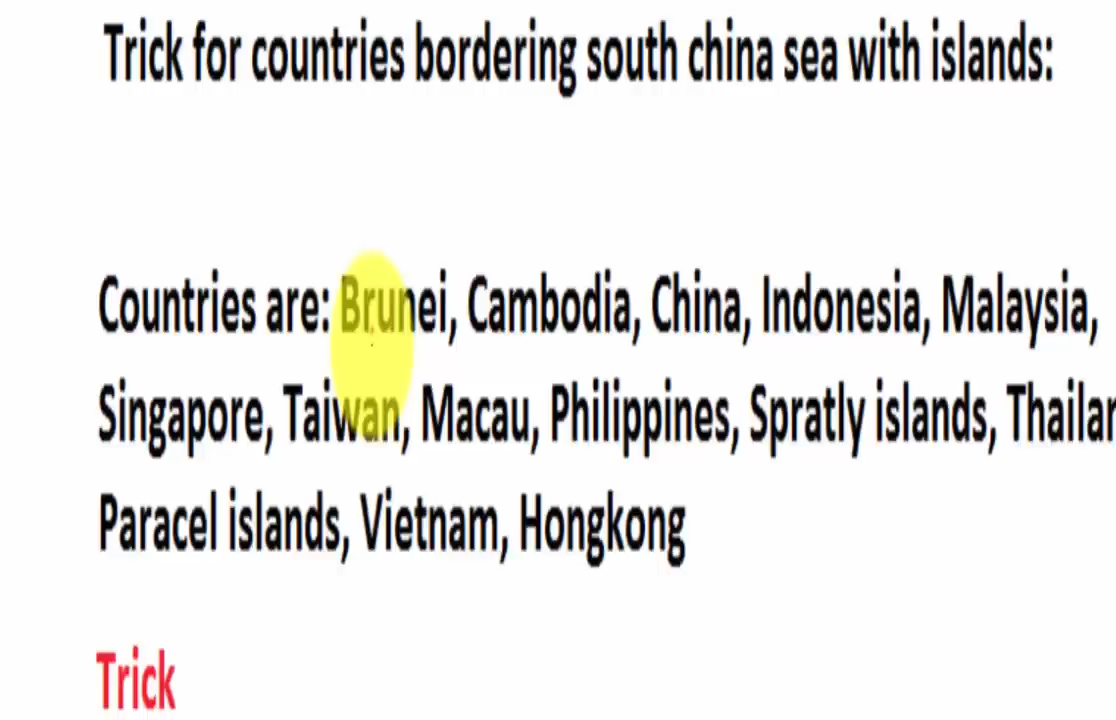 Trick for countries bordering south china sea with islands:
Countries are: Brunei, Cambodia, China, Indonesia, Malaysia,
Singapore, Taiwan, Macau, Philippines, Spratly islands,
Paracel islands, Vietnam, Hongkong
Trick